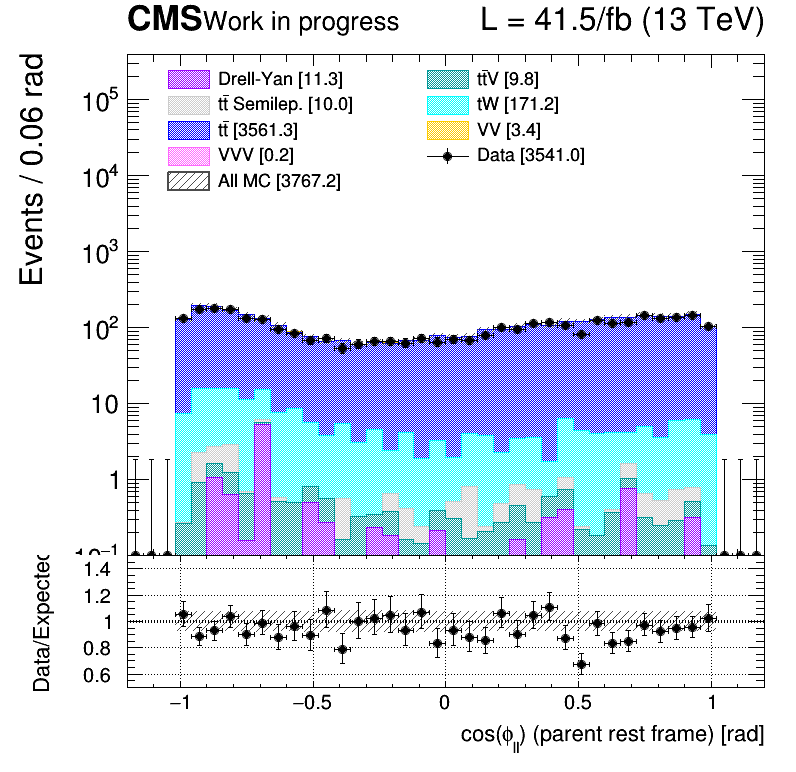 CMS Work in progress L = 41.5/fb (13 TeV)
Events / 0.06 rad
Drell-Yan [11.3]
tt̄ Semilep. [10.0]
tt̄ [3561.3]
VVV [0.2]
All MC [3767.2]
tt̄V [9.8]
tW [171.2]
VV [3.4]
Data [3541.0]
10⁵
10⁴
10³
10²
10
1
10⁻¹
Data/Expected
1.4
1.2
1
0.8
0.6
−1 −0.5 0 0.5 1
cos(ϕ_ll) (parent rest frame) [rad]